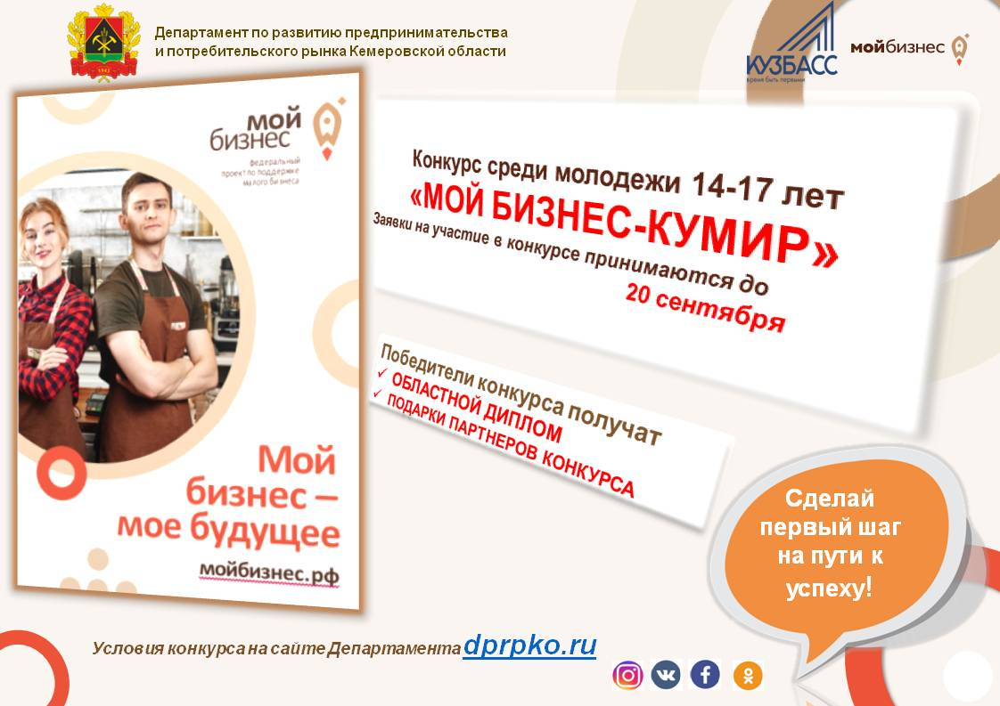 Департамент по развитию предпринимательства
и потребительского рынка Кемеровской области
1943
КУЗБАСС
время быть первыми
мойбизнес
мой
бизнес
федеральный
проект по поддержке
малого бизнеса
Конкурс среди молодежи 14-17 лет
«МОЙ БИЗНЕС-КУМИР»
Заявки на участие в конкурсе принимаются до
20 сентября
Победители конкурса получат
✓ ОБЛАСТНОЙ ДИПЛОМ
✓ ПОДАРКИ ПАРТНЕРОВ КОНКУРСА
Мой
бизнес –
мое будущее
мойбизнес.рф
Сделай
первый шаг
на пути к
успеху!
Условия конкурса на сайте Департамента dprpko.ru